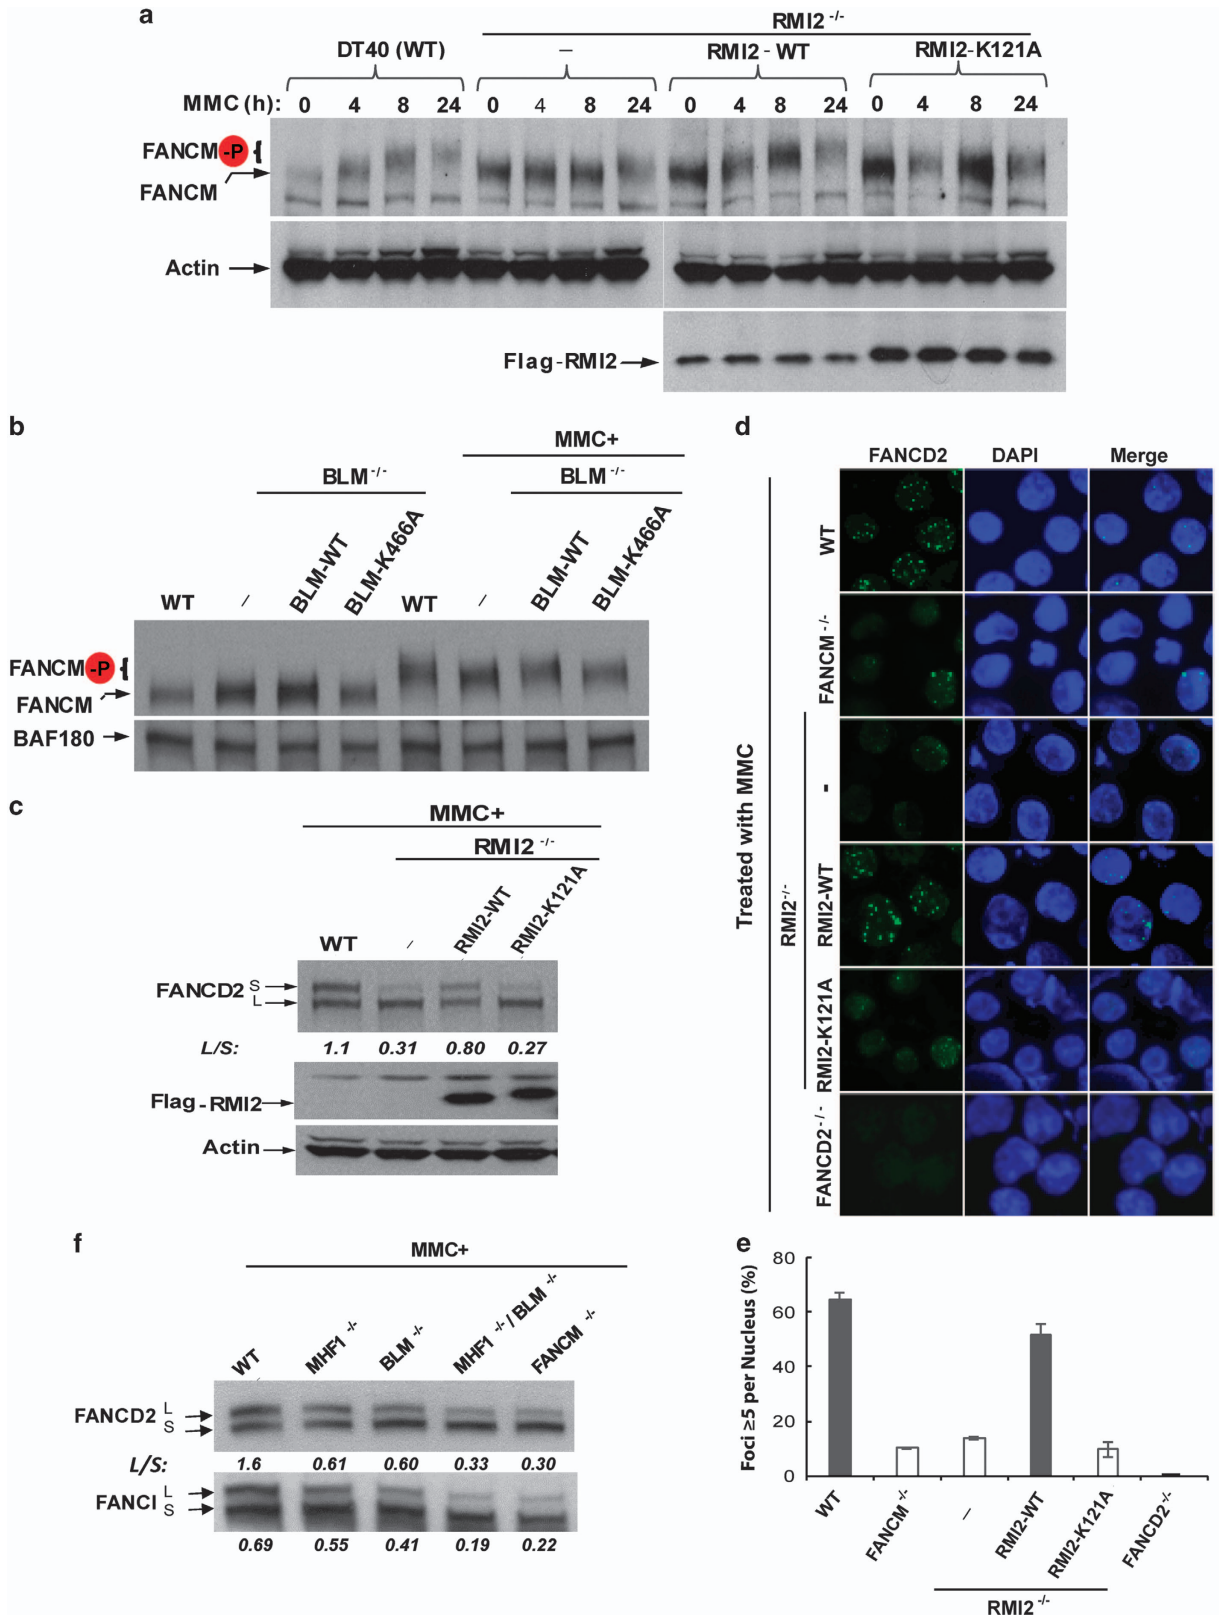 a
RMI2 -/-
DT40 (WT)
–
RMI2 - WT
RMI2-K121A
MMC (h): 0 4 8 24 0 4 8 24 0 4 8 24 0 4 8 24
FANCM -P {
FANCM
Actin
Flag-RMI2
b
MMC+
BLM -/-
BLM -/-
WT
/
BLM-WT
BLM-K466A
WT
/
BLM-WT
BLM-K466A
FANCM -P {
FANCM
BAF180
c
MMC+
RMI2 -/-
WT
/
RMI2-WT
RMI2-K121A
FANCD2 S
L
L/S: 1.1 0.31 0.80 0.27
Flag-RMI2
Actin
d
FANCD2 DAPI Merge
Treated with MMC
WT
FANCM -/-
RMI2-/-
-
RMI2-WT
RMI2-K121A
FANCD2 -/-
f
MMC+
WT
MHF1 -/-
BLM -/-
MHF1 -/-/ BLM -/-
FANCM -/-
FANCD2 L
S
L/S: 1.6 0.61 0.60 0.33 0.30
FANCI L
S
0.69 0.55 0.41 0.19 0.22
e
Foci ≥5 per Nucleus (%)
80
60
40
20
0
WT
FANCM -/-
–
RMI2-WT
RMI2-K121A
FANCD2 -/-
RMI2 -/-